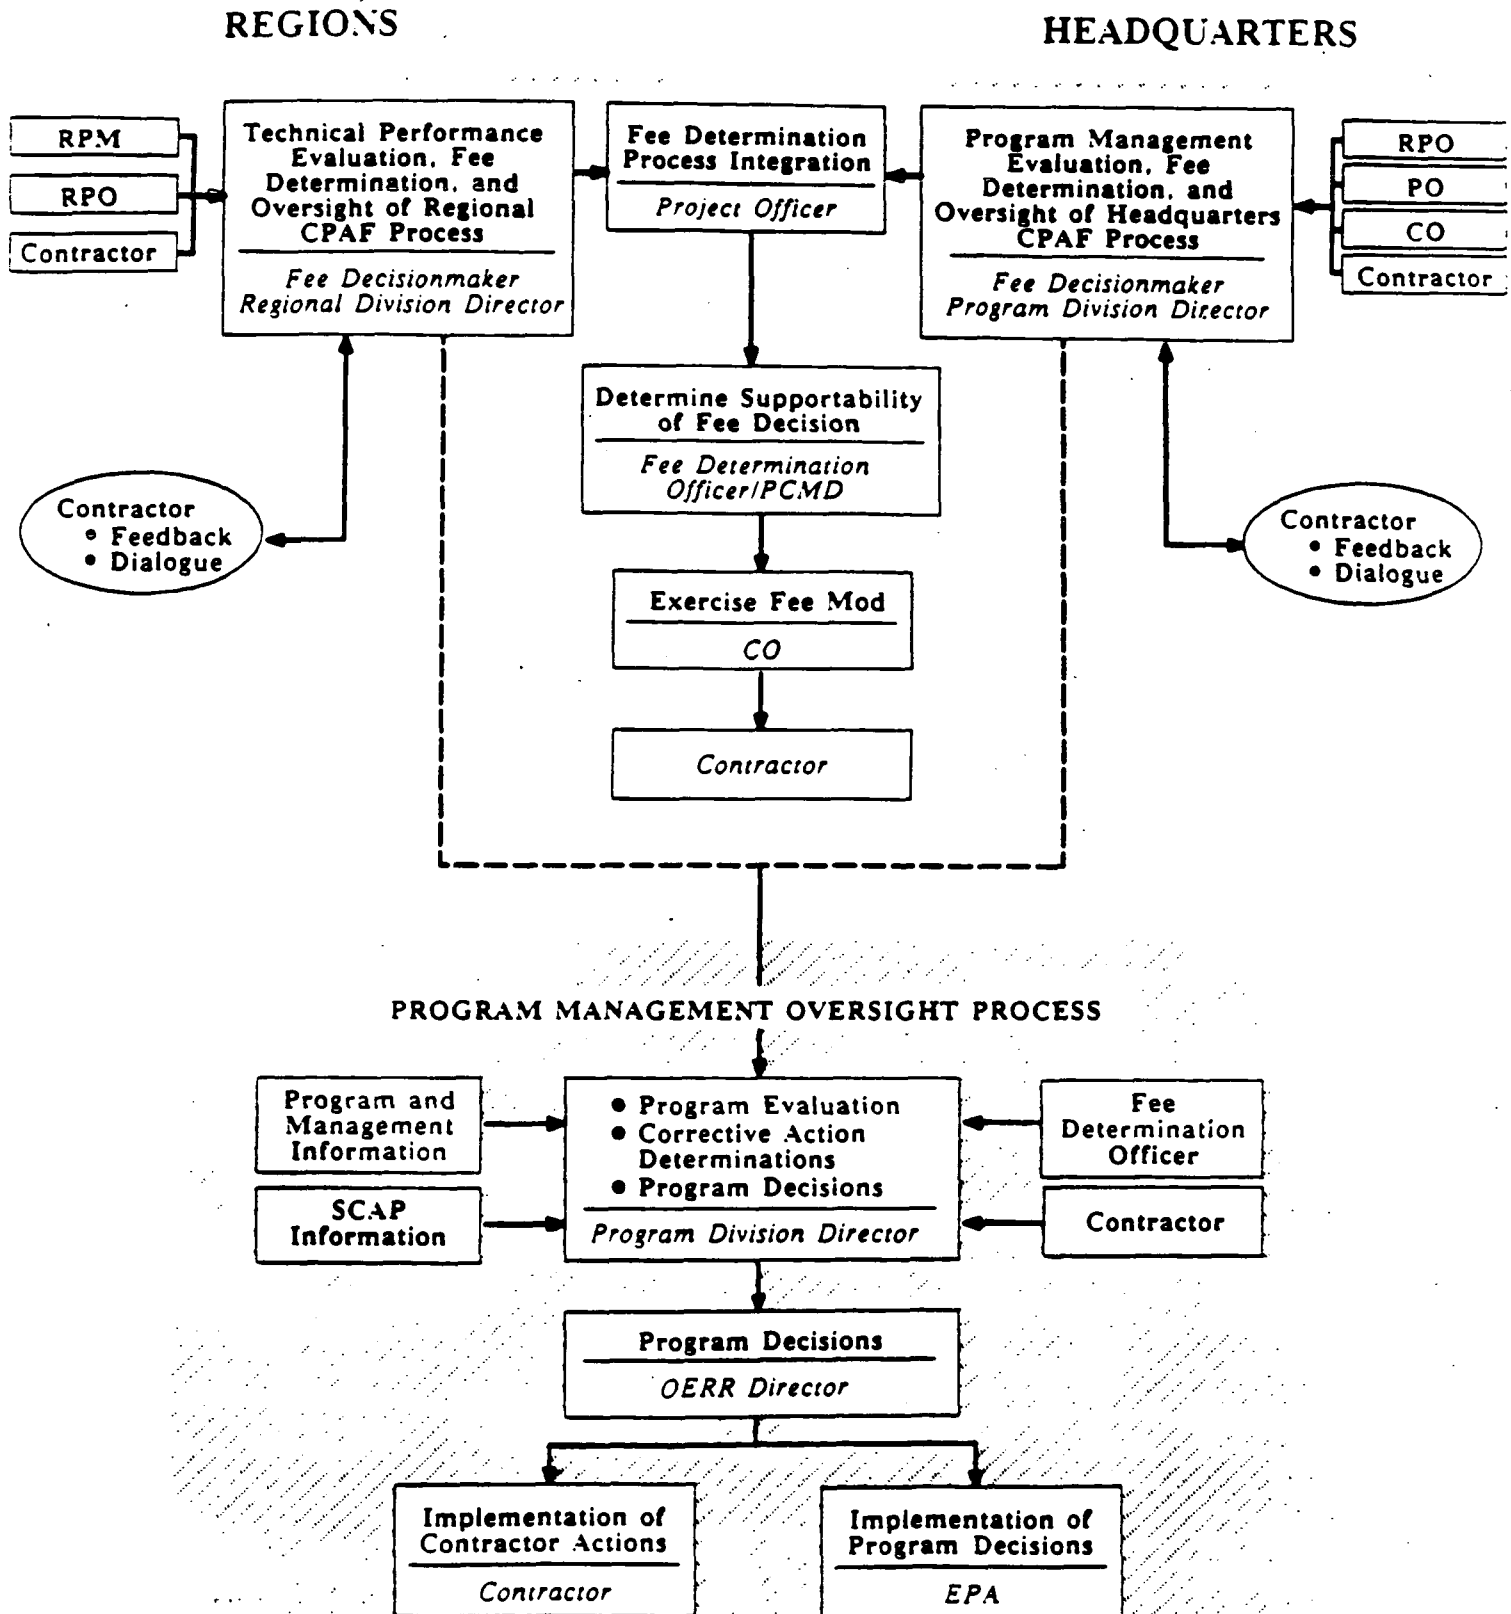 REGIONS
HEADQUARTERS
RPM
RPO
Contractor
Technical Performance
Evaluation, Fee
Determination, and
Oversight of Regional
CPAF Process
Fee Decisionmaker
Regional Division Director
Fee Determination
Process Integration
Project Officer
Program Management
Evaluation, Fee
Determination, and
Oversight of Headquarters
CPAF Process
Fee Decisionmaker
Program Division Director
RPO
PO
CO
Contractor
Determine Supportability
of Fee Decision
Fee Determination
Officer/PCMD
Contractor
• Feedback
• Dialogue
Contractor
• Feedback
• Dialogue
Exercise Fee Mod
CO
Contractor
PROGRAM MANAGEMENT OVERSIGHT PROCESS
Program and
Management
Information
SCAP
Information
• Program Evaluation
• Corrective Action
Determinations
• Program Decisions
Program Division Director
Fee
Determination
Officer
Contractor
Program Decisions
OERR Director
Implementation of
Contractor Actions
Contractor
Implementation of
Program Decisions
EPA